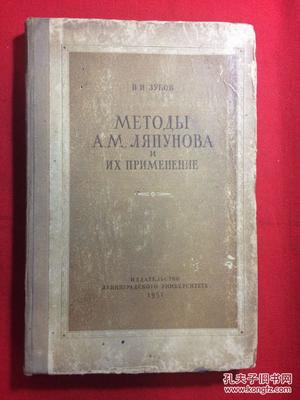 В И ЗУБОВ
МЕТОДЫ
А.М. ЛЯПУНОВА
И
ИХ ПРИМЕНЕНИЕ
ИЗДАТЕЛЬСТВО
ЛЕНИНГРАДСКОГО УНИВЕРСИТЕТА
1957
孔夫子旧书网